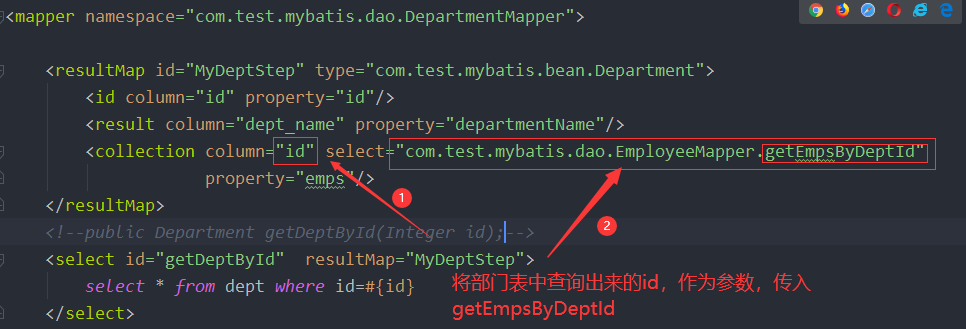 <mapper namespace="com.test.mybatis.dao.DepartmentMapper">
<resultMap id="MyDeptStep" type="com.test.mybatis.bean.Department">
<id column="id" property="id"/>
<result column="dept_name" property="departmentName"/>
<collection column="id" select="com.test.mybatis.dao.EmployeeMapper.getEmpsByDeptId"
property="emps"/>
1
</resultMap>
2
<!--public Department getDeptById(Integer id);-->
<select id="getDeptById"  resultMap="MyDeptStep">
将部门表中查询出来的id，作为参数，传入
select * from dept where id=#{id}
getEmpsByDeptId
</select>